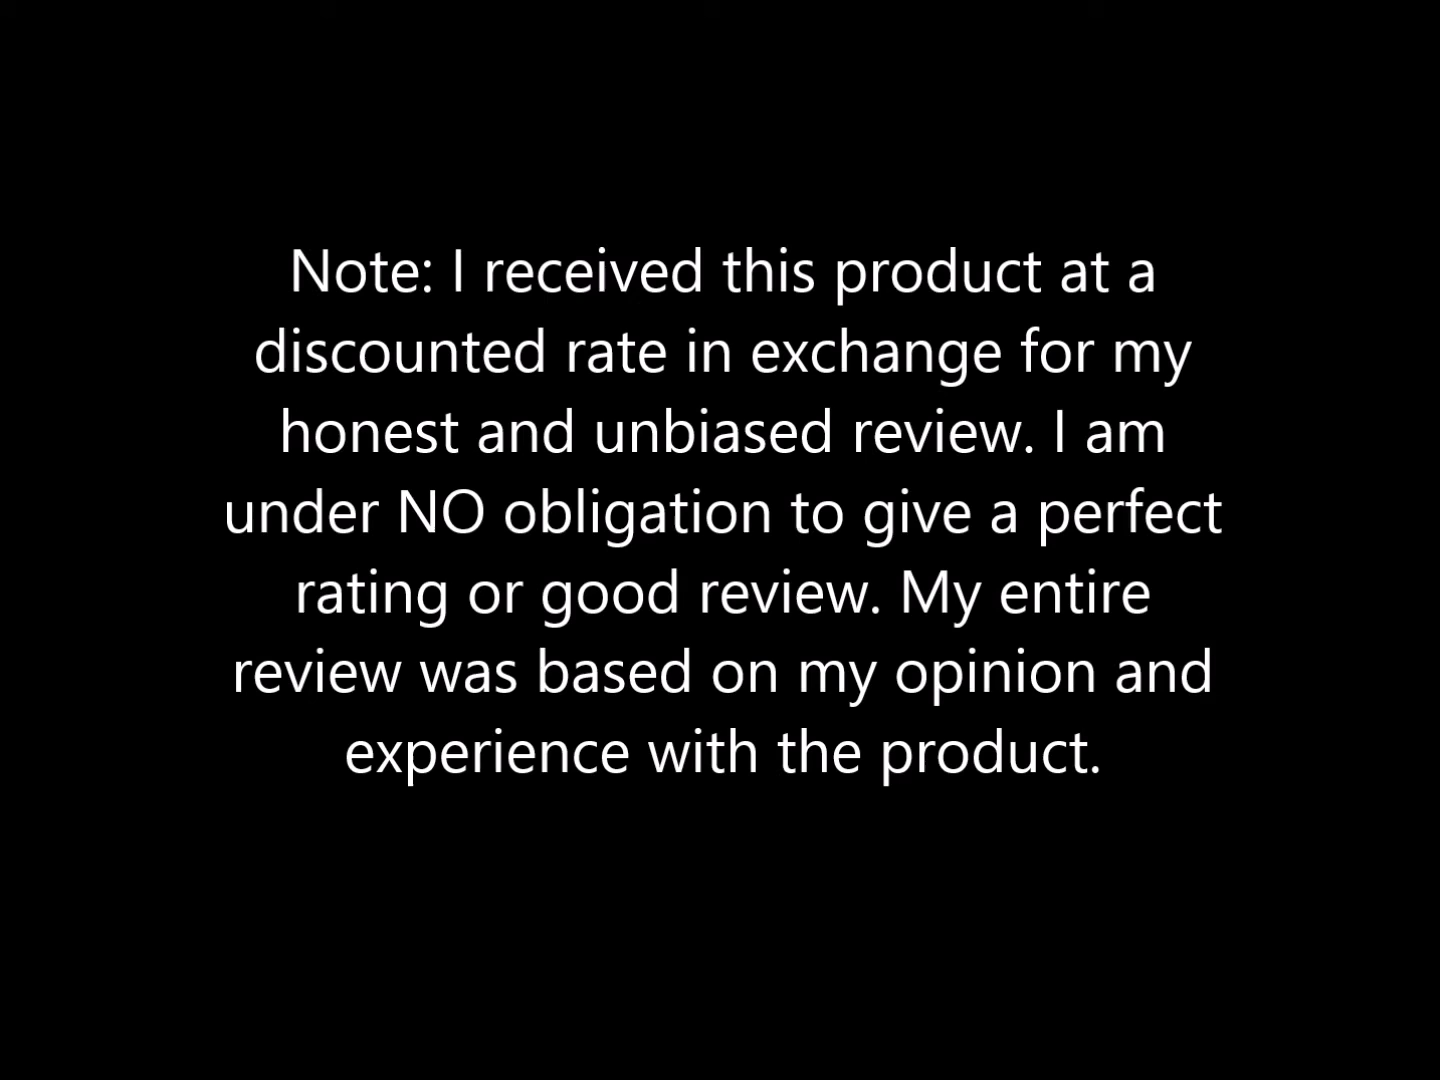 Note: I received this product at a
discounted rate in exchange for my
honest and unbiased review. I am
under NO obligation to give a perfect
rating or good review. My entire
review was based on my opinion and
experience with the product.